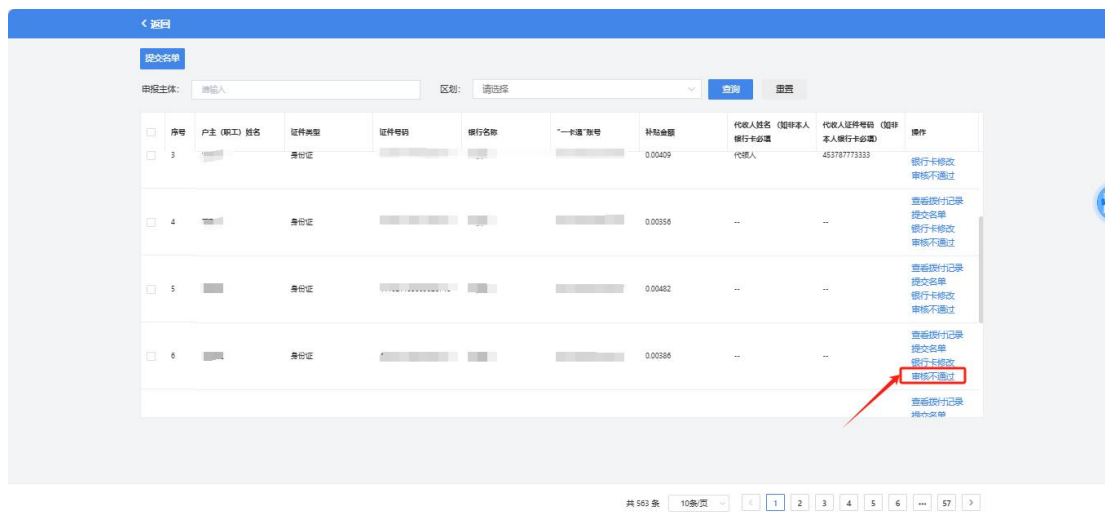 < 返回
提交名单
申报主体： 请输入 区划： 请选择 查询 重置
序号 户主（职工）姓名 证件类型 证件号码 银行名称 "一卡通"账号 补贴金额 代收人姓名（如非本人银行卡必填 代收人证件号码（如非本人银行卡必填) 操作
3 身份证 0.00409 代领人 453787773333
银行卡修改
审核不通过
查看拨付记录
提交名单
4 身份证 0.00356 -- --
银行卡修改
审核不通过
查看拨付记录
提交名单
5 身份证 0.00482 -- --
银行卡修改
审核不通过
查看拨付记录
提交名单
6 身份证 0.00386 -- --
银行卡修改
审核不通过
查看拨付记录
提交名单
共 563 条 10条/页 < 1 2 3 4 5 6 ••• 57 >